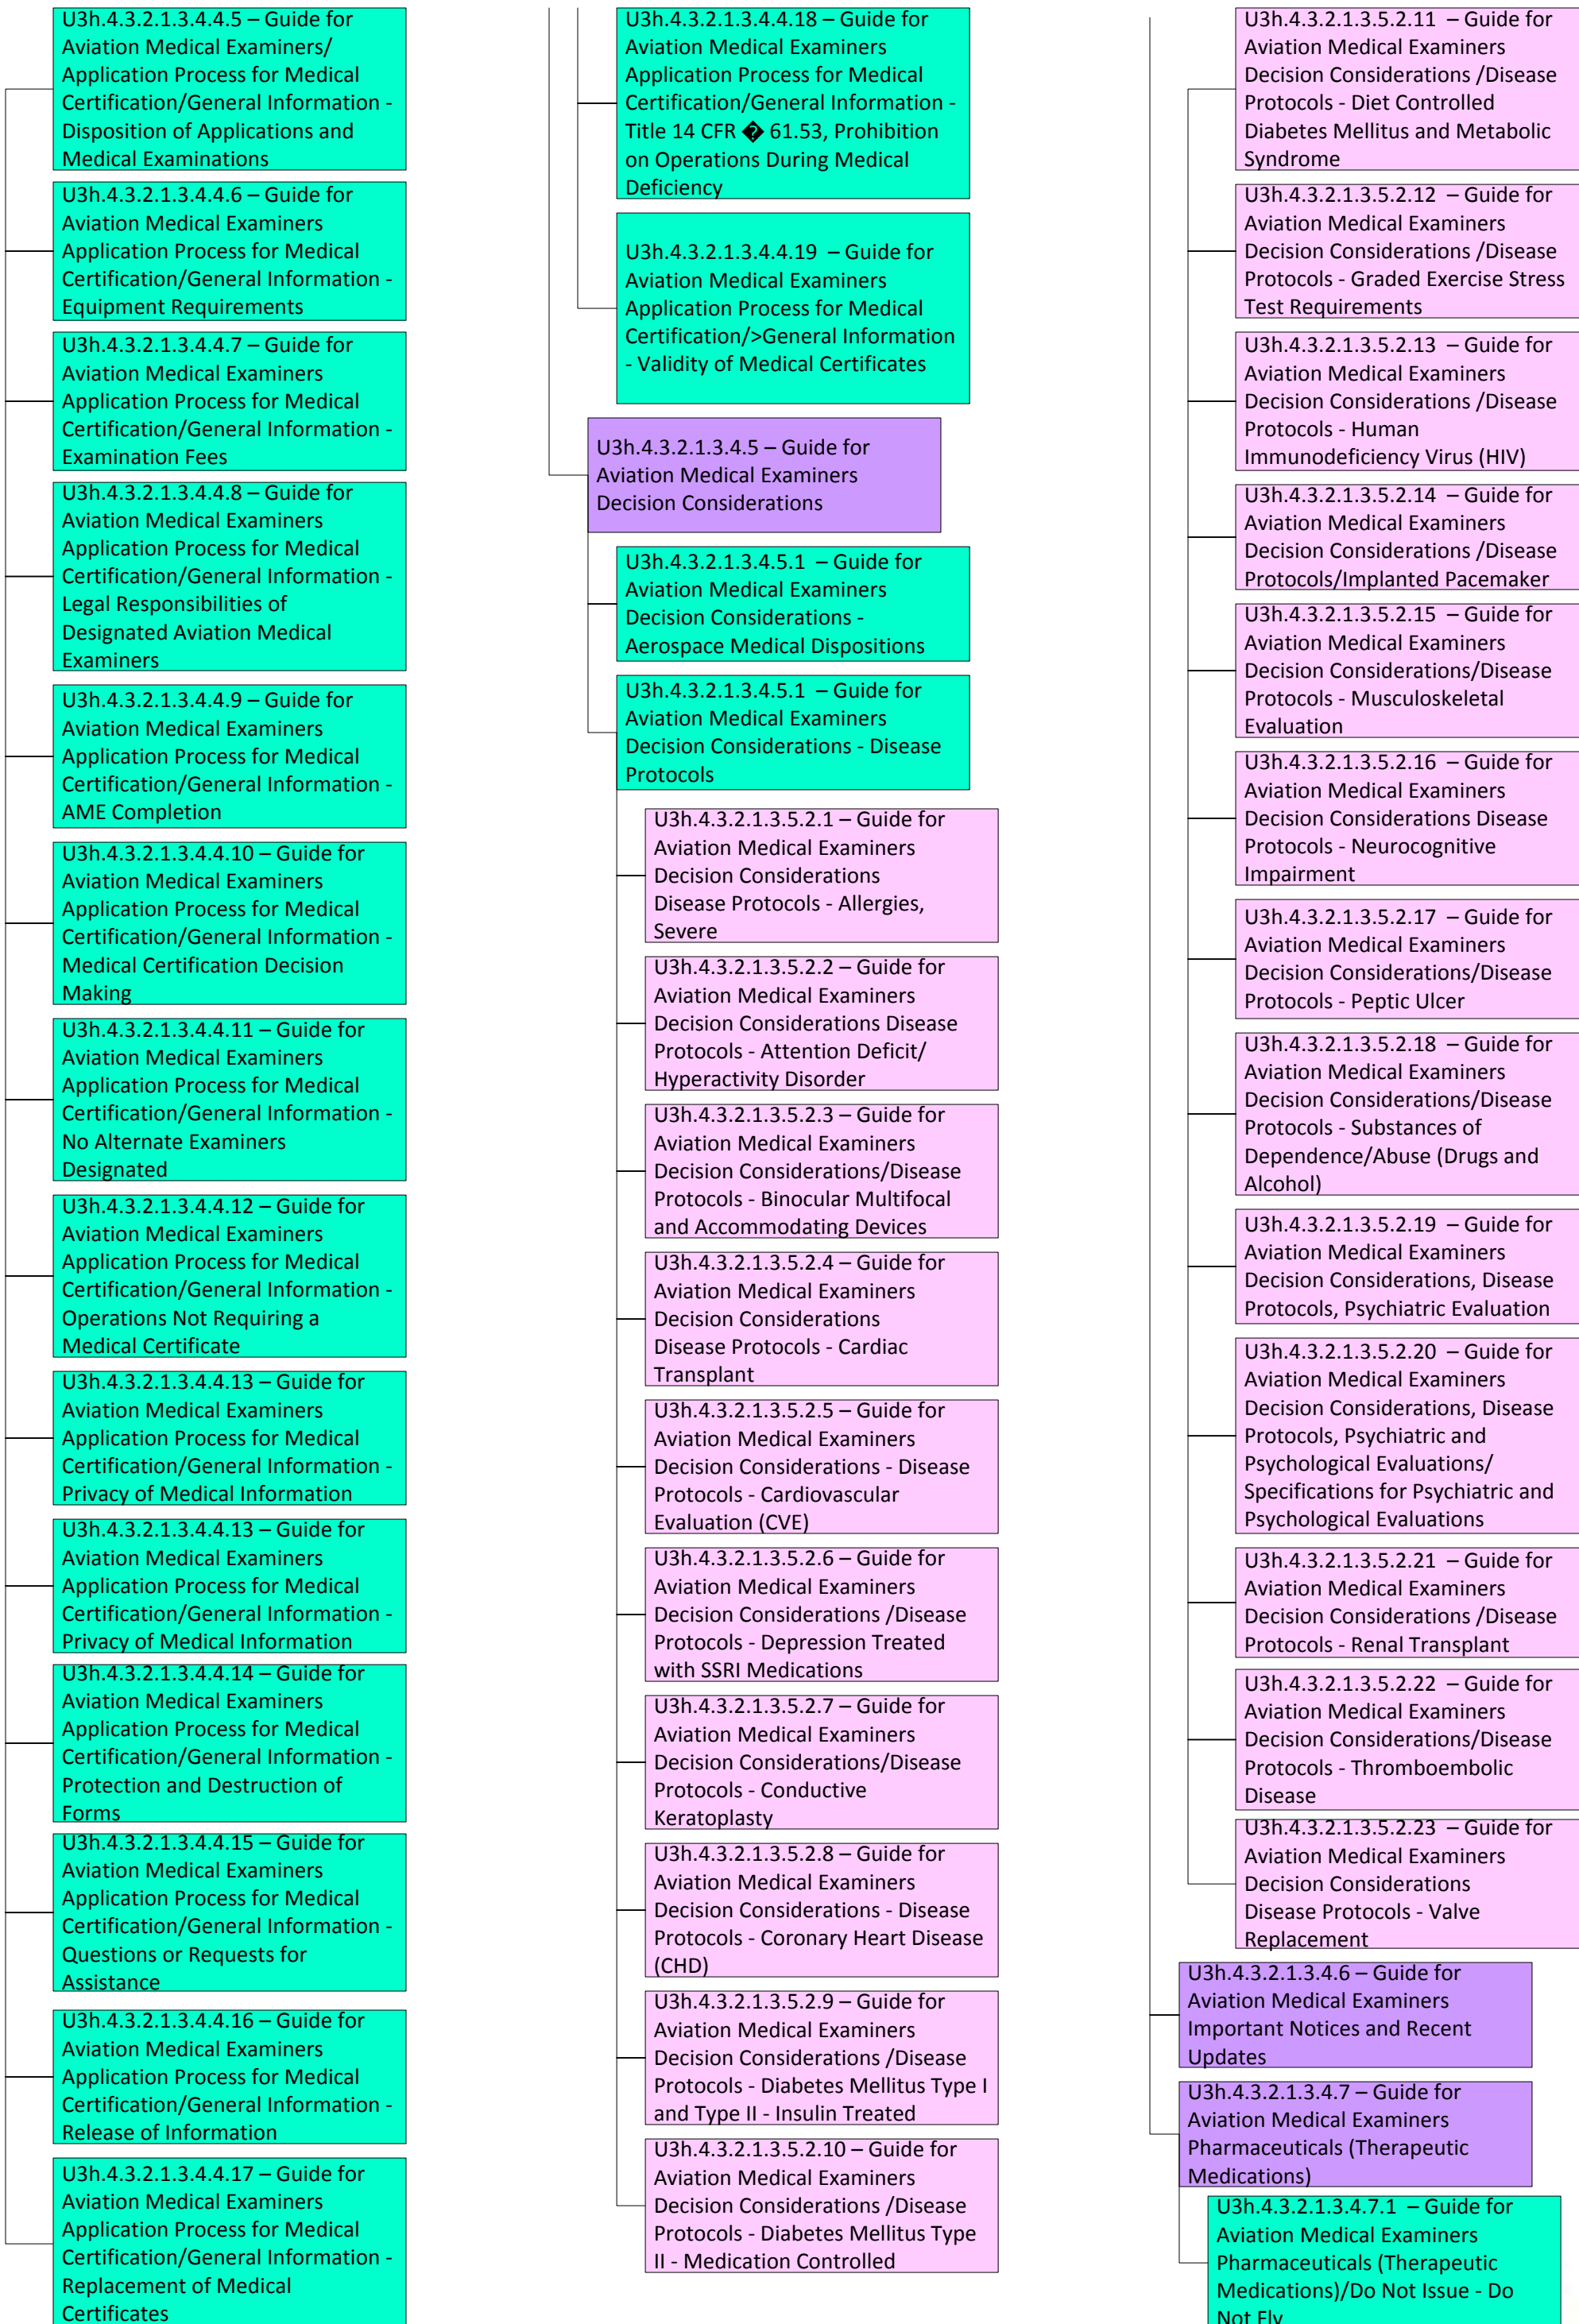 U3h.4.3.2.1.3.4.4.5 – Guide for
Aviation Medical Examiners/
Application Process for Medical
Certification/General Information -
Disposition of Applications and
Medical Examinations
U3h.4.3.2.1.3.4.4.6 – Guide for
Aviation Medical Examiners
Application Process for Medical
Certification/General Information -
Equipment Requirements
U3h.4.3.2.1.3.4.4.7 – Guide for
Aviation Medical Examiners
Application Process for Medical
Certification/General Information -
Examination Fees
U3h.4.3.2.1.3.4.4.8 – Guide for
Aviation Medical Examiners
Application Process for Medical
Certification/General Information -
Legal Responsibilities of
Designated Aviation Medical
Examiners
U3h.4.3.2.1.3.4.4.9 – Guide for
Aviation Medical Examiners
Application Process for Medical
Certification/General Information -
AME Completion
U3h.4.3.2.1.3.4.4.10 – Guide for
Aviation Medical Examiners
Application Process for Medical
Certification/General Information -
Medical Certification Decision
Making
U3h.4.3.2.1.3.4.4.11 – Guide for
Aviation Medical Examiners
Application Process for Medical
Certification/General Information -
No Alternate Examiners
Designated
U3h.4.3.2.1.3.4.4.12 – Guide for
Aviation Medical Examiners
Application Process for Medical
Certification/General Information -
Operations Not Requiring a
Medical Certificate
U3h.4.3.2.1.3.4.4.13 – Guide for
Aviation Medical Examiners
Application Process for Medical
Certification/General Information -
Privacy of Medical Information
U3h.4.3.2.1.3.4.4.13 – Guide for
Aviation Medical Examiners
Application Process for Medical
Certification/General Information -
Privacy of Medical Information
U3h.4.3.2.1.3.4.4.14 – Guide for
Aviation Medical Examiners
Application Process for Medical
Certification/General Information -
Protection and Destruction of
Forms
U3h.4.3.2.1.3.4.4.15 – Guide for
Aviation Medical Examiners
Application Process for Medical
Certification/General Information -
Questions or Requests for
Assistance
U3h.4.3.2.1.3.4.4.16 – Guide for
Aviation Medical Examiners
Application Process for Medical
Certification/General Information -
Release of Information
U3h.4.3.2.1.3.4.4.17 – Guide for
Aviation Medical Examiners
Application Process for Medical
Certification/General Information -
Replacement of Medical
Certificates
U3h.4.3.2.1.3.4.4.18 – Guide for
Aviation Medical Examiners
Application Process for Medical
Certification/General Information -
Title 14 CFR � 61.53, Prohibition
on Operations During Medical
Deficiency
U3h.4.3.2.1.3.4.4.19 – Guide for
Aviation Medical Examiners
Application Process for Medical
Certification/>General Information
- Validity of Medical Certificates
U3h.4.3.2.1.3.4.5 – Guide for
Aviation Medical Examiners
Decision Considerations
U3h.4.3.2.1.3.4.5.1 – Guide for
Aviation Medical Examiners
Decision Considerations -
Aerospace Medical Dispositions
U3h.4.3.2.1.3.4.5.1 – Guide for
Aviation Medical Examiners
Decision Considerations - Disease
Protocols
U3h.4.3.2.1.3.5.2.1 – Guide for
Aviation Medical Examiners
Decision Considerations
Disease Protocols - Allergies,
Severe
U3h.4.3.2.1.3.5.2.2 – Guide for
Aviation Medical Examiners
Decision Considerations Disease
Protocols - Attention Deficit/
Hyperactivity Disorder
U3h.4.3.2.1.3.5.2.3 – Guide for
Aviation Medical Examiners
Decision Considerations/Disease
Protocols - Binocular Multifocal
and Accommodating Devices
U3h.4.3.2.1.3.5.2.4 – Guide for
Aviation Medical Examiners
Decision Considerations
Disease Protocols - Cardiac
Transplant
U3h.4.3.2.1.3.5.2.5 – Guide for
Aviation Medical Examiners
Decision Considerations - Disease
Protocols - Cardiovascular
Evaluation (CVE)
U3h.4.3.2.1.3.5.2.6 – Guide for
Aviation Medical Examiners
Decision Considerations /Disease
Protocols - Depression Treated
with SSRI Medications
U3h.4.3.2.1.3.5.2.7 – Guide for
Aviation Medical Examiners
Decision Considerations/Disease
Protocols - Conductive
Keratoplasty
U3h.4.3.2.1.3.5.2.8 – Guide for
Aviation Medical Examiners
Decision Considerations - Disease
Protocols - Coronary Heart Disease
(CHD)
U3h.4.3.2.1.3.5.2.9 – Guide for
Aviation Medical Examiners
Decision Considerations /Disease
Protocols - Diabetes Mellitus Type I
and Type II - Insulin Treated
U3h.4.3.2.1.3.5.2.10 – Guide for
Aviation Medical Examiners
Decision Considerations /Disease
Protocols - Diabetes Mellitus Type
II - Medication Controlled
U3h.4.3.2.1.3.5.2.11 – Guide for
Aviation Medical Examiners
Decision Considerations /Disease
Protocols - Diet Controlled
Diabetes Mellitus and Metabolic
Syndrome
U3h.4.3.2.1.3.5.2.12 – Guide for
Aviation Medical Examiners
Decision Considerations /Disease
Protocols - Graded Exercise Stress
Test Requirements
U3h.4.3.2.1.3.5.2.13 – Guide for
Aviation Medical Examiners
Decision Considerations /Disease
Protocols - Human
Immunodeficiency Virus (HIV)
U3h.4.3.2.1.3.5.2.14 – Guide for
Aviation Medical Examiners
Decision Considerations /Disease
Protocols/Implanted Pacemaker
U3h.4.3.2.1.3.5.2.15 – Guide for
Aviation Medical Examiners
Decision Considerations/Disease
Protocols - Musculoskeletal
Evaluation
U3h.4.3.2.1.3.5.2.16 – Guide for
Aviation Medical Examiners
Decision Considerations Disease
Protocols - Neurocognitive
Impairment
U3h.4.3.2.1.3.5.2.17 – Guide for
Aviation Medical Examiners
Decision Considerations/Disease
Protocols - Peptic Ulcer
U3h.4.3.2.1.3.5.2.18 – Guide for
Aviation Medical Examiners
Decision Considerations/Disease
Protocols - Substances of
Dependence/Abuse (Drugs and
Alcohol)
U3h.4.3.2.1.3.5.2.19 – Guide for
Aviation Medical Examiners
Decision Considerations, Disease
Protocols, Psychiatric Evaluation
U3h.4.3.2.1.3.5.2.20 – Guide for
Aviation Medical Examiners
Decision Considerations, Disease
Protocols, Psychiatric and
Psychological Evaluations/
Specifications for Psychiatric and
Psychological Evaluations
U3h.4.3.2.1.3.5.2.21 – Guide for
Aviation Medical Examiners
Decision Considerations /Disease
Protocols - Renal Transplant
U3h.4.3.2.1.3.5.2.22 – Guide for
Aviation Medical Examiners
Decision Considerations/Disease
Protocols - Thromboembolic
Disease
U3h.4.3.2.1.3.5.2.23 – Guide for
Aviation Medical Examiners
Decision Considerations
Disease Protocols - Valve
Replacement
U3h.4.3.2.1.3.4.6 – Guide for
Aviation Medical Examiners
Important Notices and Recent
Updates
U3h.4.3.2.1.3.4.7 – Guide for
Aviation Medical Examiners
Pharmaceuticals (Therapeutic
Medications)
U3h.4.3.2.1.3.4.7.1 – Guide for
Aviation Medical Examiners
Pharmaceuticals (Therapeutic
Medications)/Do Not Issue - Do
Not Fly